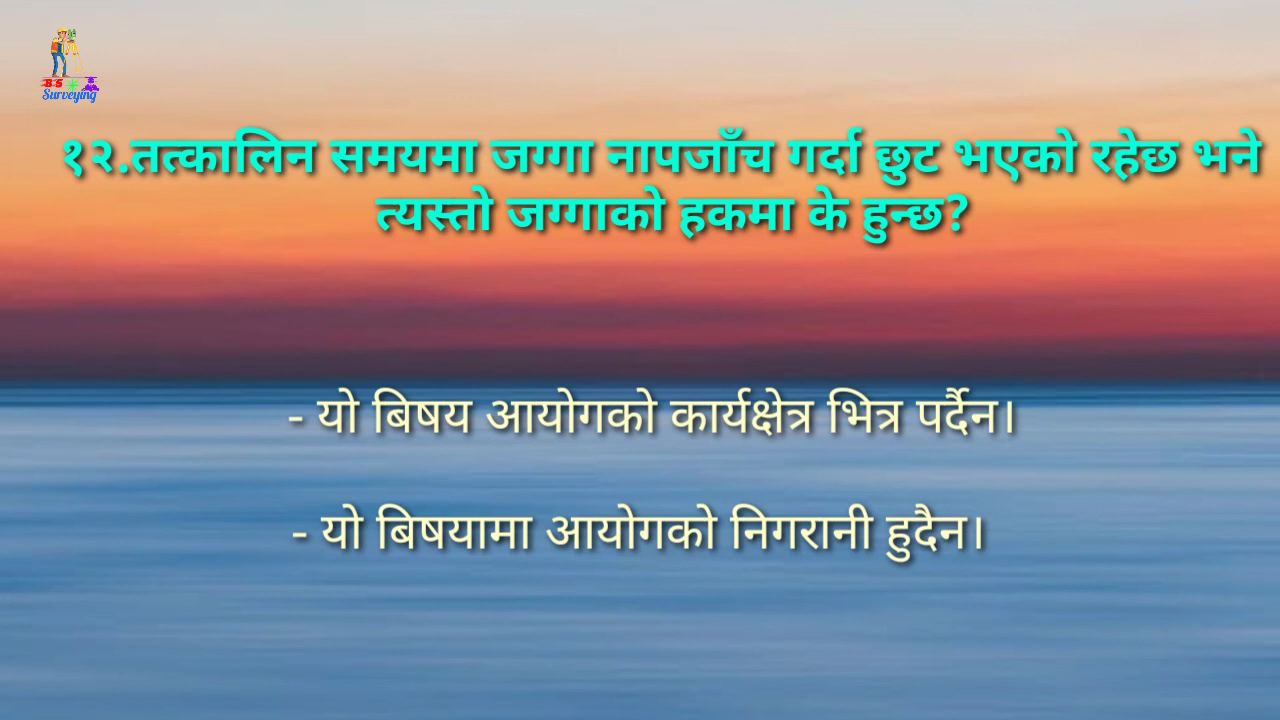 BS
Surveying
१२.तत्कालिन समयमा जग्गा नापजाँच गर्दा छुट भएको रहेछ भने
त्यस्तो जग्गाको हकमा के हुन्छ?
- यो बिषय आयोगको कार्यक्षेत्र भित्र पर्दैन।
- यो बिषयामा आयोगको निगरानी हुदैन।